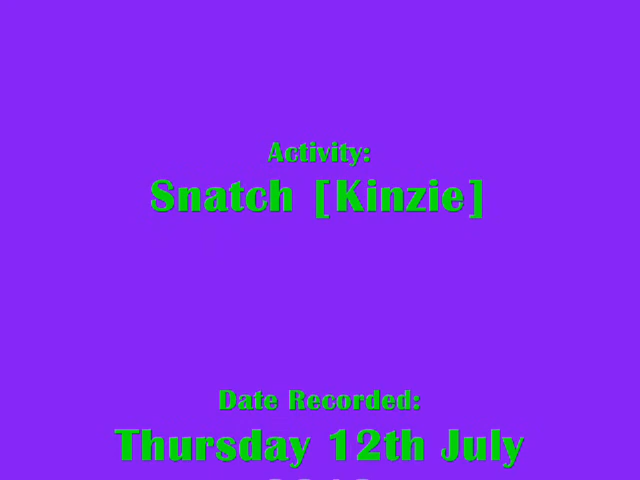 Activity:
Snatch [Kinzie]
Date Recorded:
Thursday 12th July